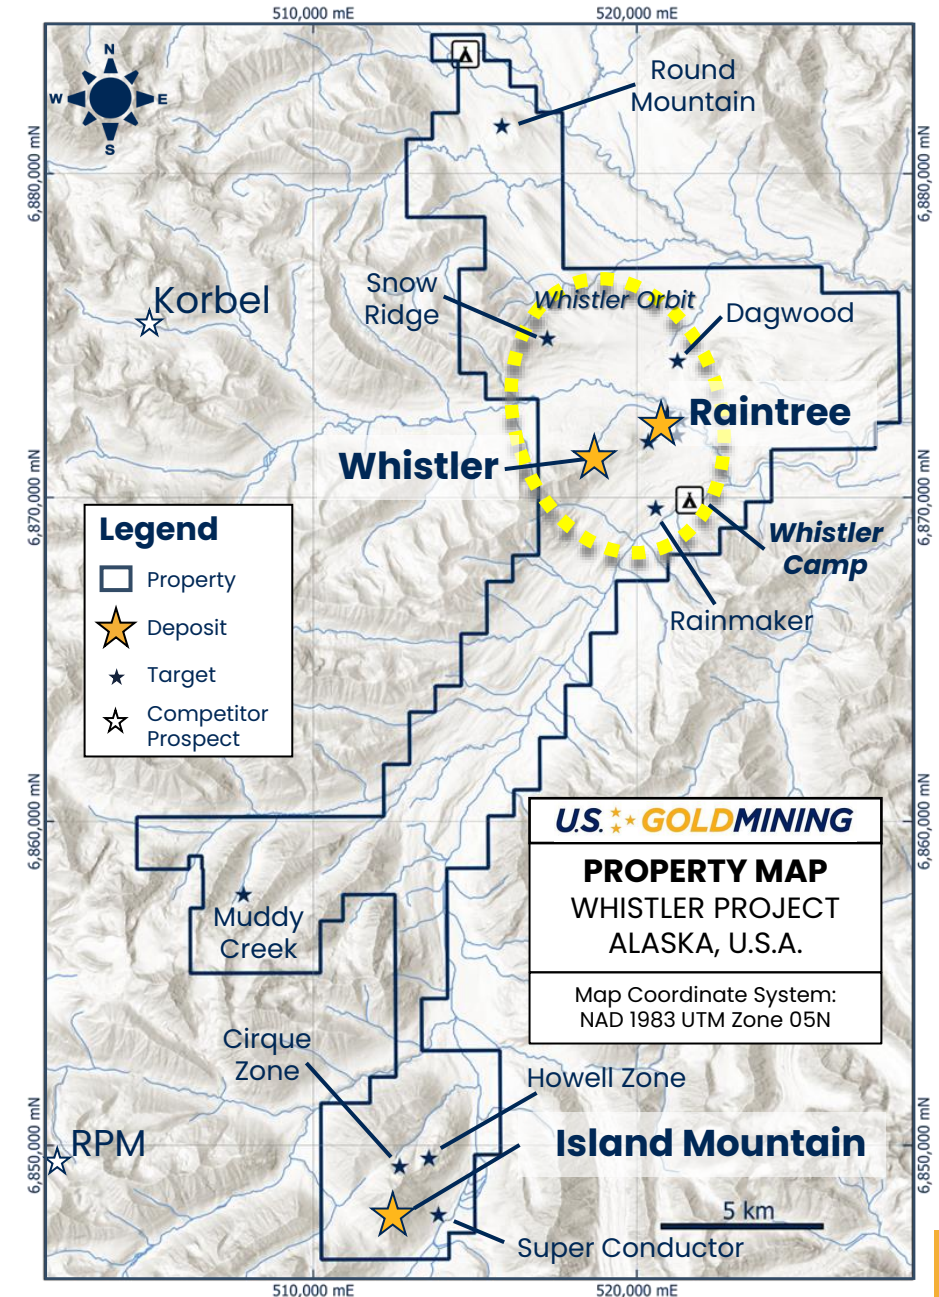 510,000 mE
520,000 mE
N
W
E
S
Round
Mountain
6,880,000 mN
6,880,000 mN
Korbel
Snow
Ridge
Whistler Orbit
Dagwood
Raintree
Whistler
6,870,000 mN
6,870,000 mN
Whistler
Camp
Rainmaker
Legend
Property
Deposit
Target
Competitor
Prospect
6,860,000 mN
6,860,000 mN
U.S. GOLDMINING
PROPERTY MAP
WHISTLER PROJECT
ALASKA, U.S.A.
Map Coordinate System:
NAD 1983 UTM Zone 05N
Muddy
Creek
Cirque
Zone
Howell Zone
RPM
Island Mountain
6,850,000 mN
6,850,000 mN
5 km
Super Conductor
510,000 mE
520,000 mE